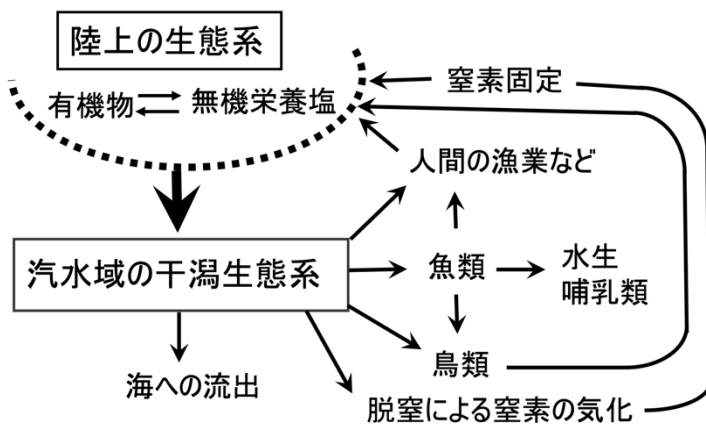 陸上の生態系
有機物
無機栄養塩
窒素固定
人間の漁業など
汽水域の干潟生態系
魚類
水生
哺乳類
鳥類
海への流出
脱窒による窒素の気化